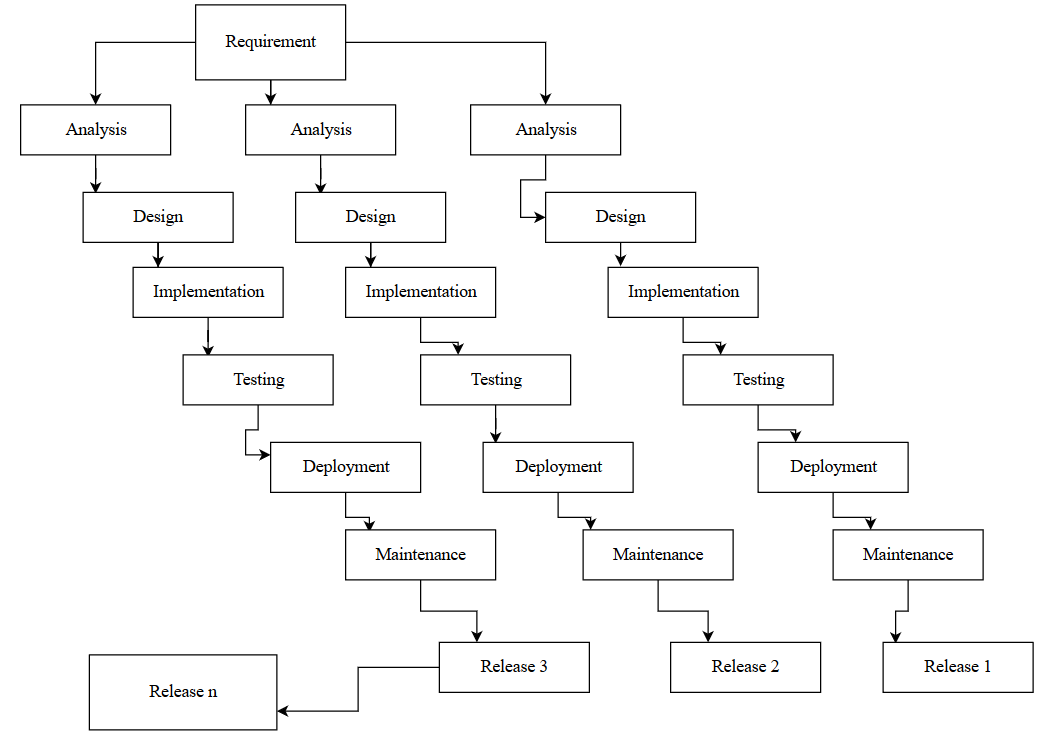 Requirement
Analysis
Analysis
Analysis
Design
Design
Design
Implementation
Implementation
Implementation
Testing
Testing
Testing
Deployment
Deployment
Deployment
Maintenance
Maintenance
Maintenance
Release 3
Release 2
Release 1
Release n